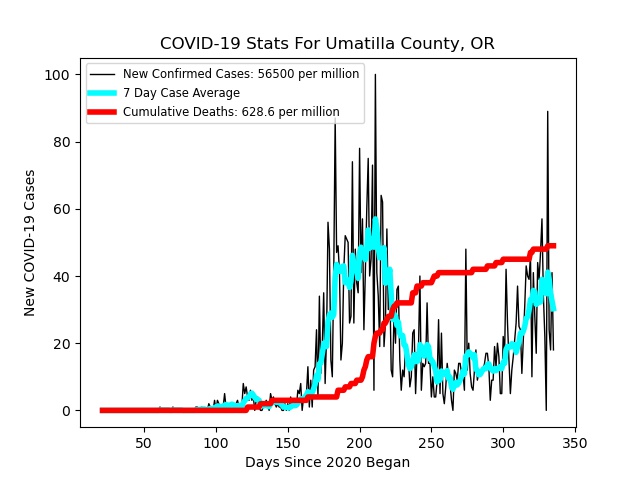 COVID-19 Stats For Umatilla County, OR
New Confirmed Cases: 56500 per million
7 Day Case Average
Cumulative Deaths: 628.6 per million
New COVID-19 Cases
100
80
60
40
20
0
50 100 150 200 250 300 350
Days Since 2020 Began